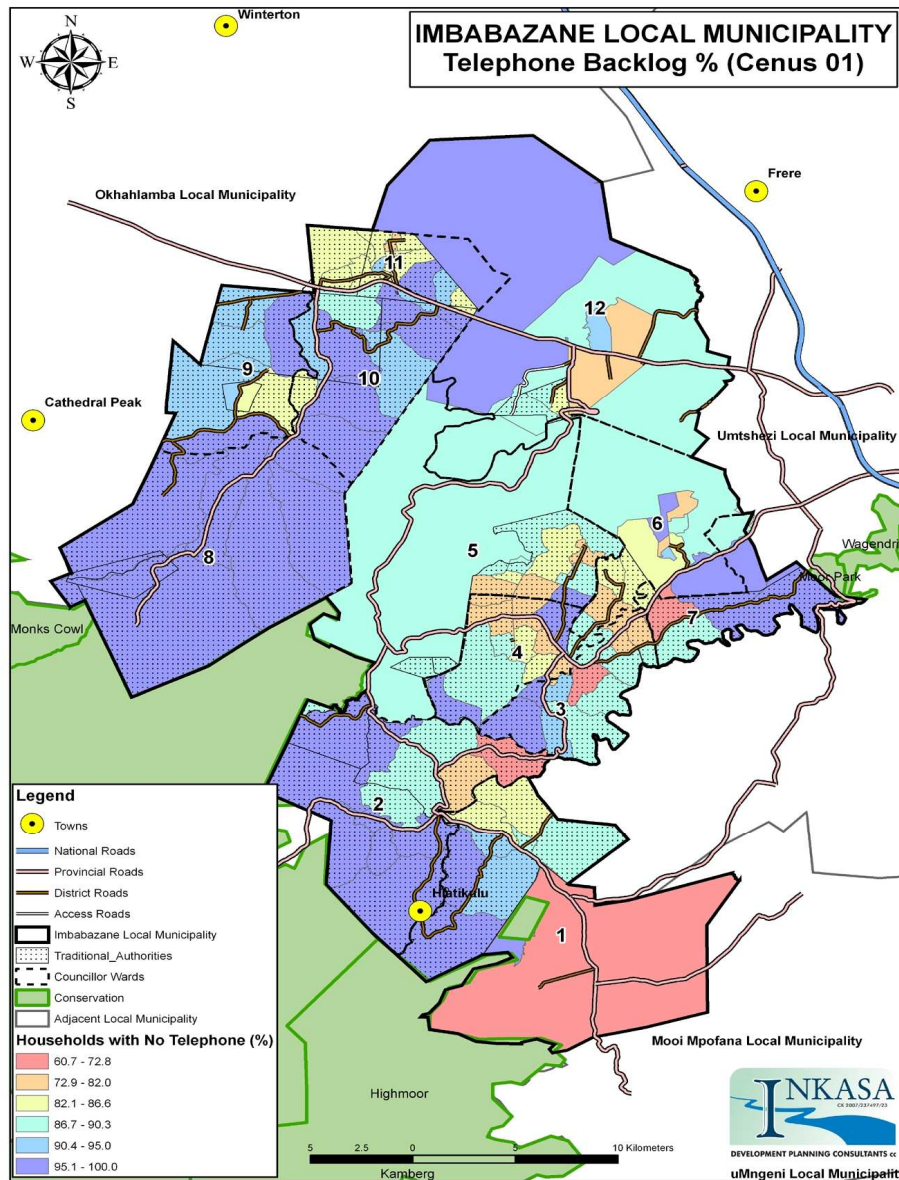 Winterton
N
W
E
S
IMBABAZANE LOCAL MUNICIPALITY
Telephone Backlog % (Cenus 01)
Frere
Okhahlamba Local Municipality
11
12
9
10
Cathedral Peak
Umtshezi Local Municipality
6
5
8
Wagendri
Moor Park
Monks Cowl
7
4
3
2
Hlatikulu
1
Legend
Towns
National Roads
Provincial Roads
District Roads
Access Roads
Imbabazane Local Municipality
Traditional_Authorities
Councillor Wards
Conservation
Adjacent Local Municipality
Households with No Telephone (%)
60.7 - 72.8
72.9 - 82.0
82.1 - 86.6
86.7 - 90.3
90.4 - 95.0
95.1 - 100.0
Mooi Mpofana Local Municipality
Highmoor
5 2.5 0 5 10 Kilometers
Kamberg
INKASA
DEVELOPMENT PLANNING CONSULTANTS cc
uMngeni Local Municipalit